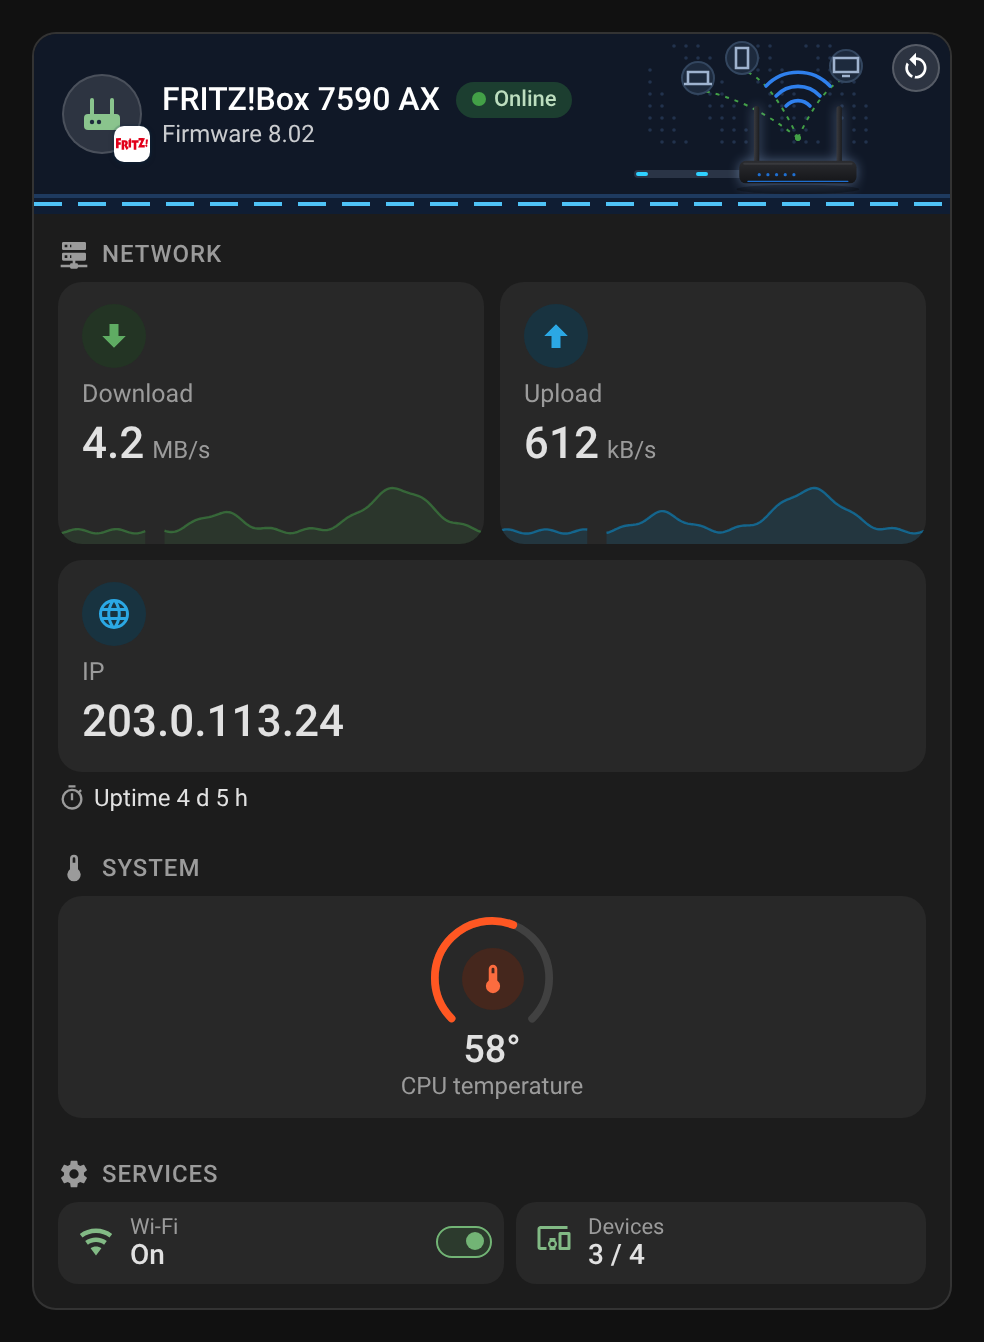 FRITZ!Box 7590 AX
Online
Firmware 8.02
FRITZ!
NETWORK
Download
4.2 MB/s
Upload
612 kB/s
IP
203.0.113.24
Uptime 4 d 5 h
SYSTEM
58°
CPU temperature
SERVICES
Wi-Fi
On
Devices
3 / 4